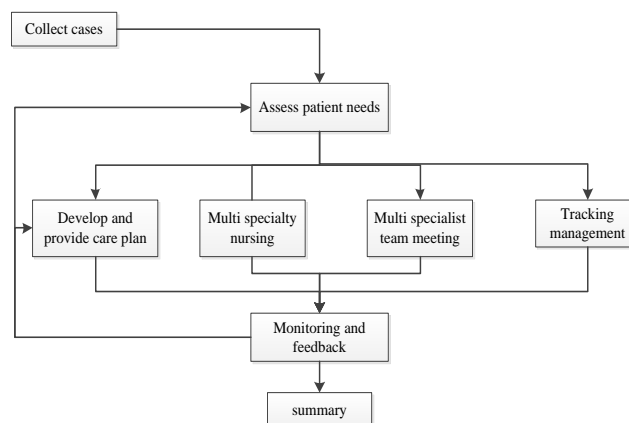 Collect cases
Assess patient needs
Develop and
provide care plan
Multi specialty
nursing
Multi specialist
team meeting
Tracking
management
Monitoring and
feedback
summary